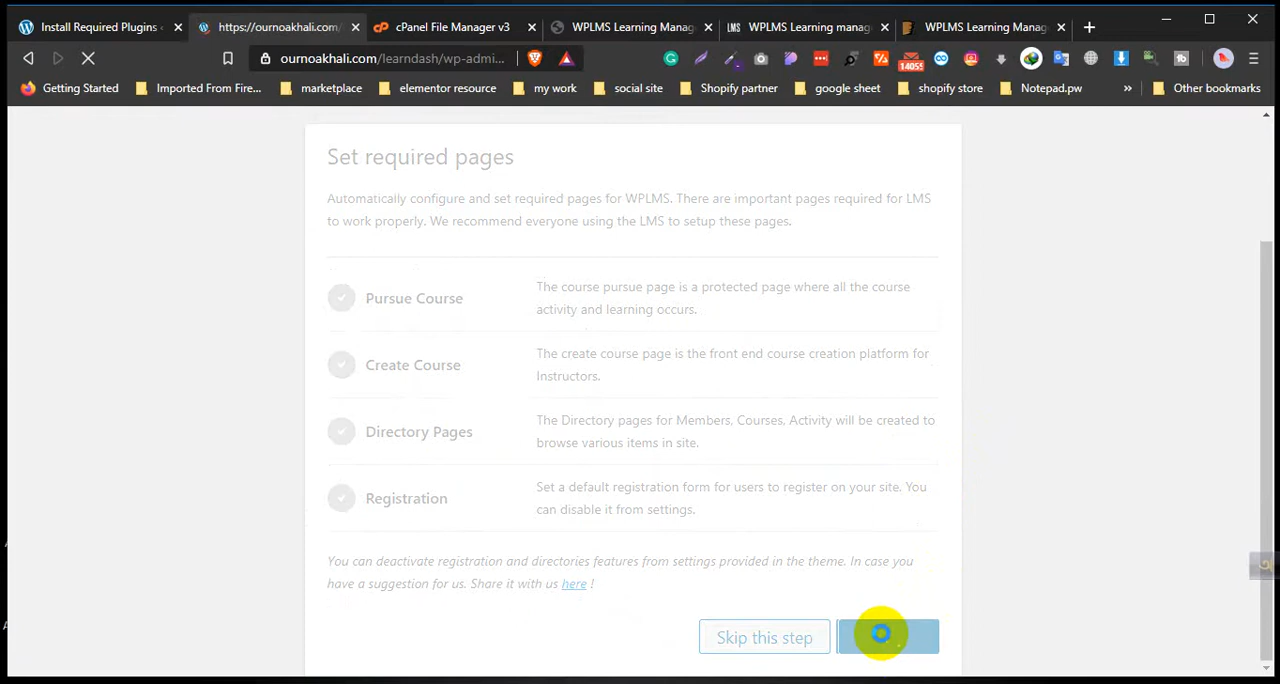 Install Required Plugins ‹
https://ournoakhali.com/
cPanel File Manager v3
WPLMS Learning Manag
LMS WPLMS Learning manag
WPLMS Learning Manag
ournoakhali.com/learndash/wp-admi...
14055
Getting Started
Imported From Fire...
marketplace
elementor resource
my work
social site
Shopify partner
google sheet
shopify store
Notepad.pw
»
Other bookmarks
Set required pages
Automatically configure and set required pages for WPLMS. There are important pages required for LMS
to work properly. We recommend everyone using the LMS to setup these pages.
Pursue Course
The course pursue page is a protected page where all the course
activity and learning occurs.
Create Course
The create course page is the front end course creation platform for
Instructors.
Directory Pages
The Directory pages for Members, Courses, Activity will be created to
browse various items in site.
Registration
Set a default registration form for users to register on your site. You
can disable it from settings.
You can deactivate registration and directories features from settings provided in the theme. In case you
have a suggestion for us. Share it with us here !
Skip this step